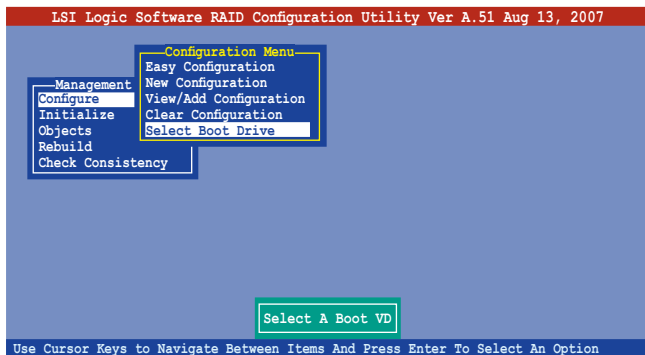 LSI Logic Software RAID Configuration Utility Ver A.51 Aug 13, 2007
Configuration Menu
Easy Configuration
New Configuration
View/Add Configuration
Clear Configuration
Select Boot Drive
Management
Configure
Initialize
Objects
Rebuild
Check Consistency
Select A Boot VD
Use Cursor Keys to Navigate Between Items And Press Enter To Select An Option